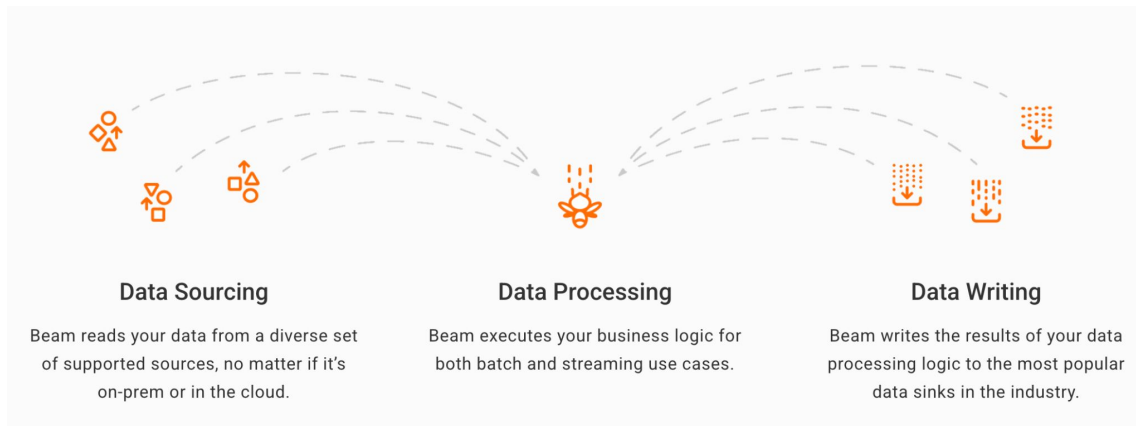 Data Sourcing
Beam reads your data from a diverse set
of supported sources, no matter if it’s
on-prem or in the cloud.
Data Processing
Beam executes your business logic for
both batch and streaming use cases.
Data Writing
Beam writes the results of your data
processing logic to the most popular
data sinks in the industry.